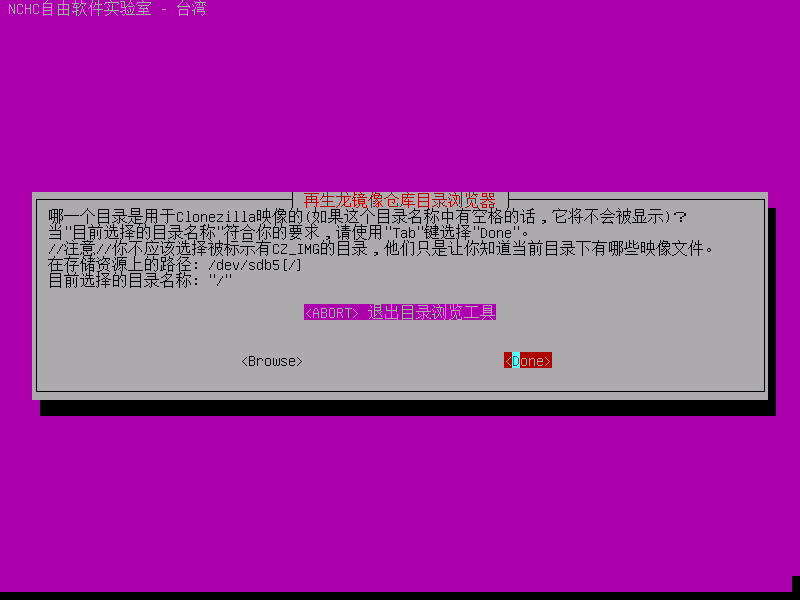 NCHC自由软件实验室 - 台湾
再生龙镜像仓库目录浏览器
哪一个目录是用于Clonezilla映像的(如果这个目录名称中有空格的话，它将不会被显示)？
当"目前选择的目录名称"符合你的要求，请使用"Tab"键选择"Done"。
//注意//你不应该选择被标示有CZ_IMG的目录，他们只是让你知道当前目录下有哪些映像文件。
在存储资源上的路径: /dev/sdb5[/]
目前选择的目录名称: "/"
<ABORT> 退出目录浏览工具
<Browse> <Done>